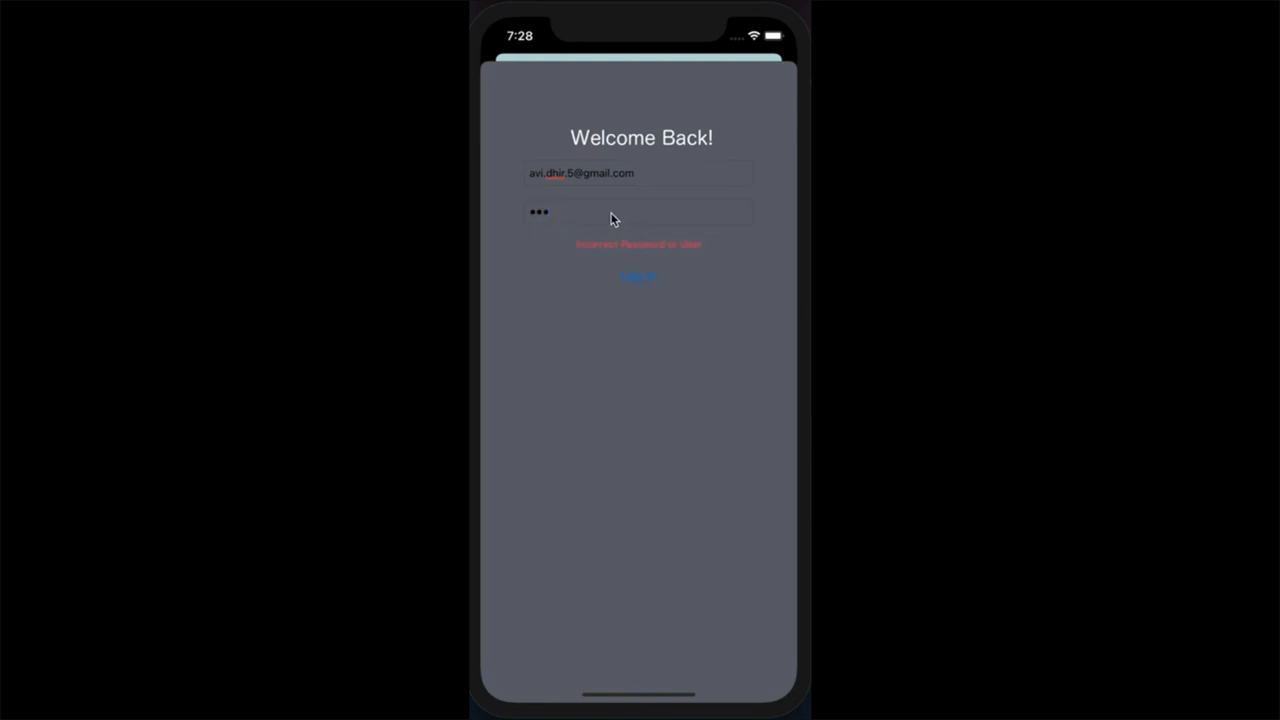 7:28
Welcome Back!
avi.dhir.5@gmail.com
•••
Incorrect Password or User
Log In